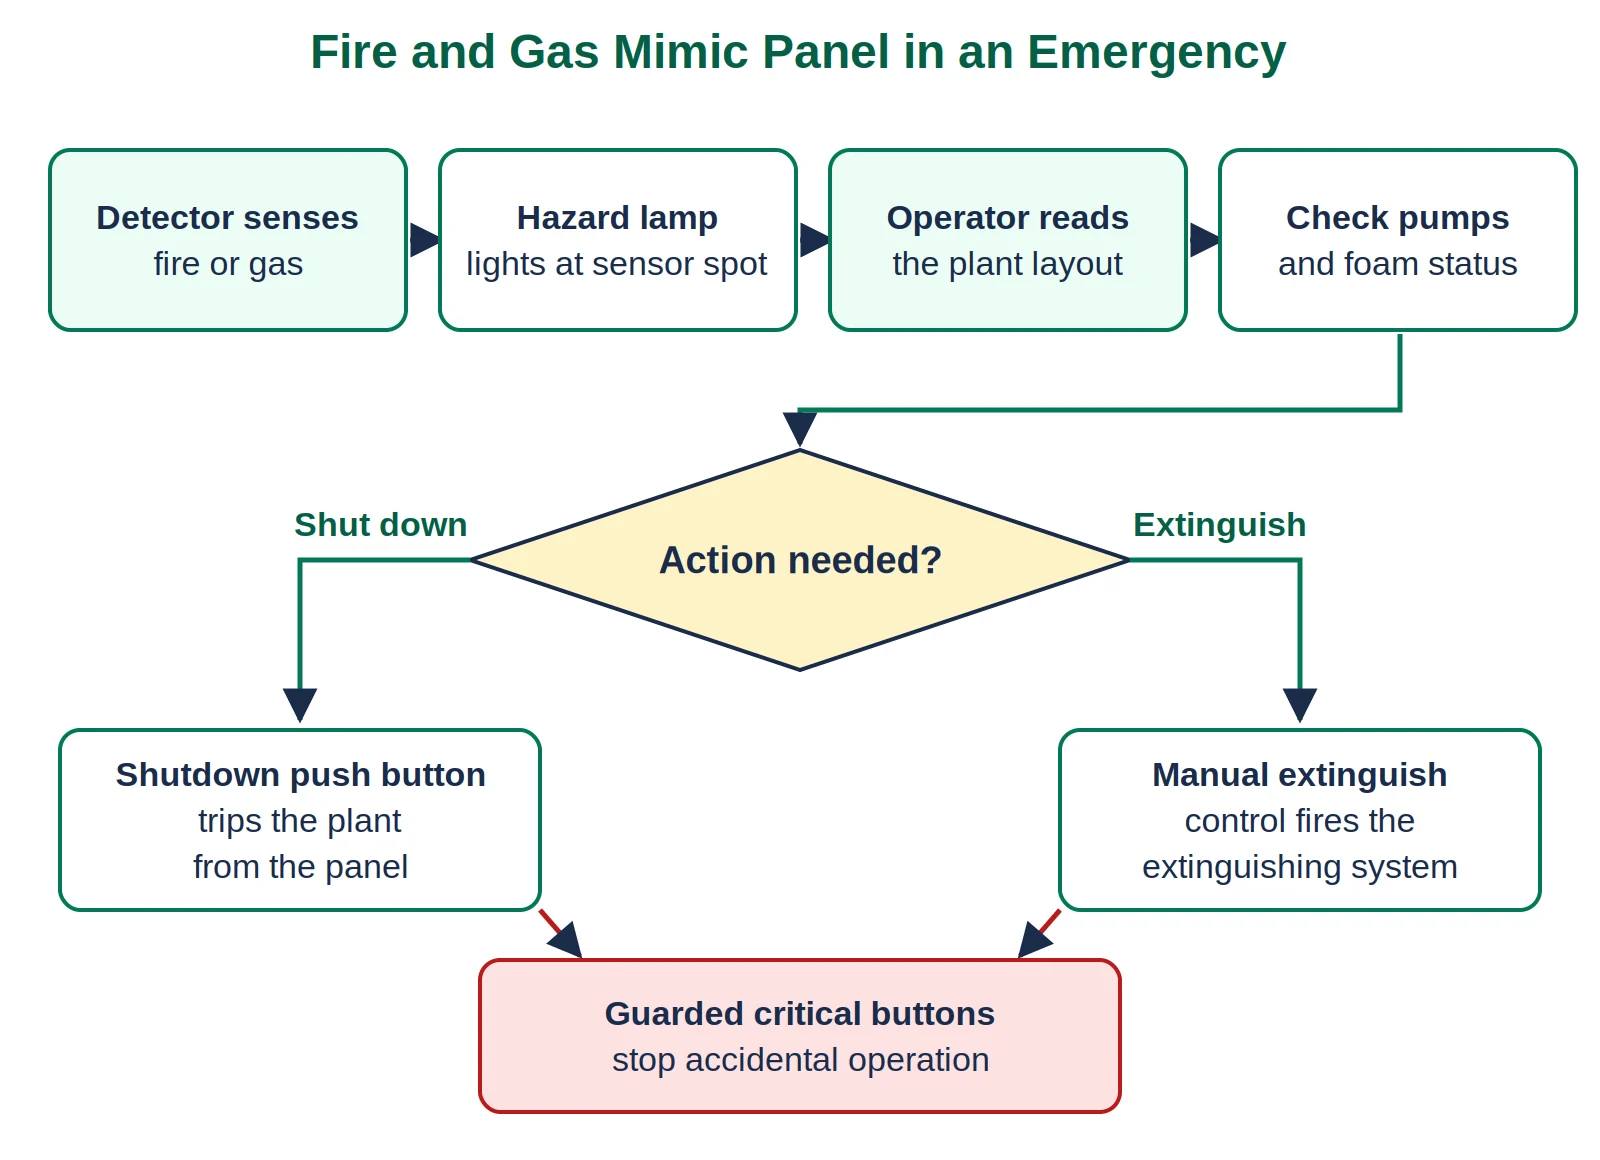 Fire and Gas Mimic Panel in an Emergency
Detector senses
fire or gas
Hazard lamp
lights at sensor spot
Operator reads
the plant layout
Check pumps
and foam status
Action needed?
Shut down
Extinguish
Shutdown push button
trips the plant
from the panel
Manual extinguish
control fires the
extinguishing system
Guarded critical buttons
stop accidental operation